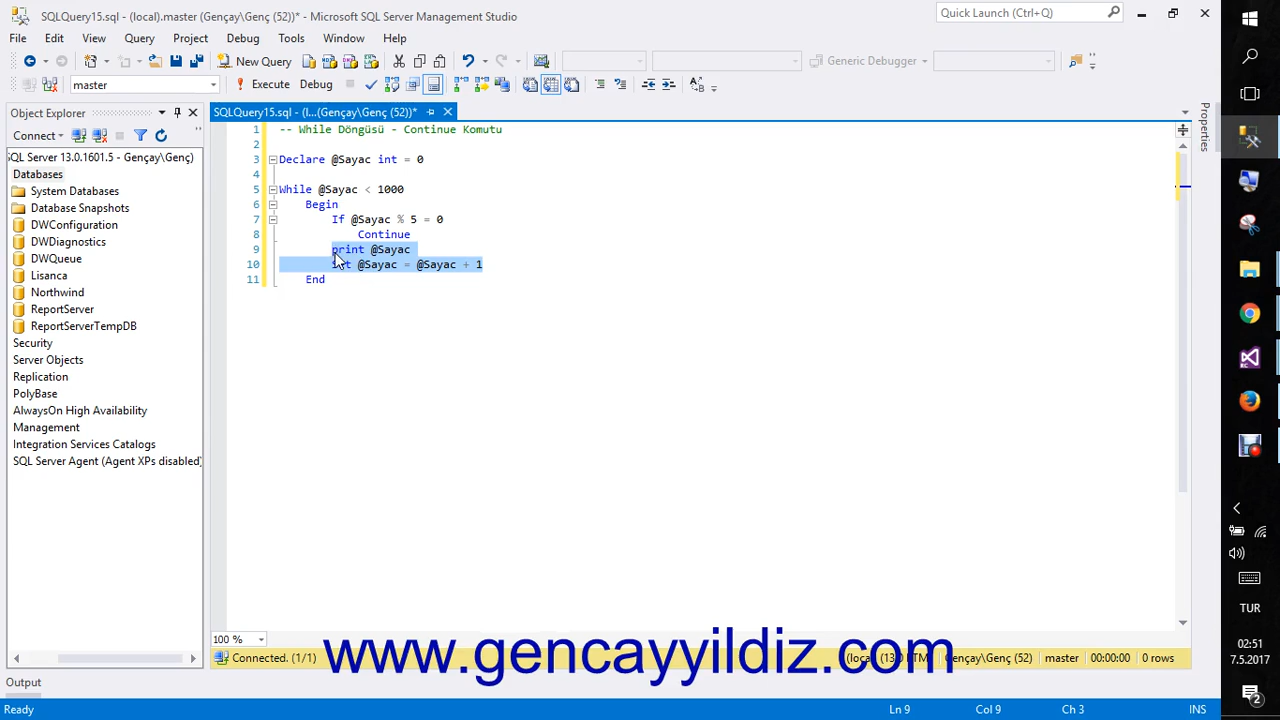 SQLQuery15.sql - (local).master (Gençay\Genç (52))* - Microsoft SQL Server Management Studio
Quick Launch (Ctrl+Q)
File Edit View Query Project Debug Tools Window Help
New Query
Generic Debugger
master
Execute Debug
Object Explorer
SQLQuery15.sql - (l...(Gençay\Genç (52))*
Properties
Connect
SQL Server 13.0.1601.5 - Gençay\Genç)
Databases
System Databases
Database Snapshots
DWConfiguration
DWDiagnostics
DWQueue
Lisanca
Northwind
ReportServer
ReportServerTempDB
Security
Server Objects
Replication
PolyBase
AlwaysOn High Availability
Management
Integration Services Catalogs
SQL Server Agent (Agent XPs disabled)
1 -- While Döngüsü - Continue Komutu
2
3 Declare @Sayac int = 0
4
5 While @Sayac < 1000
6 Begin
7 If @Sayac % 5 = 0
8 Continue
9 print @Sayac
10 @Sayac = @Sayac + 1
11 End
100 %
Connected. (1/1)
www.gencayyildiz.com
(local) (13.0 RTM) Gençay\Genç (52) master 00:00:00 0 rows
Output
Ready
Ln 9 Col 9 Ch 3 INS
TUR
02:51
7.5.2017
2